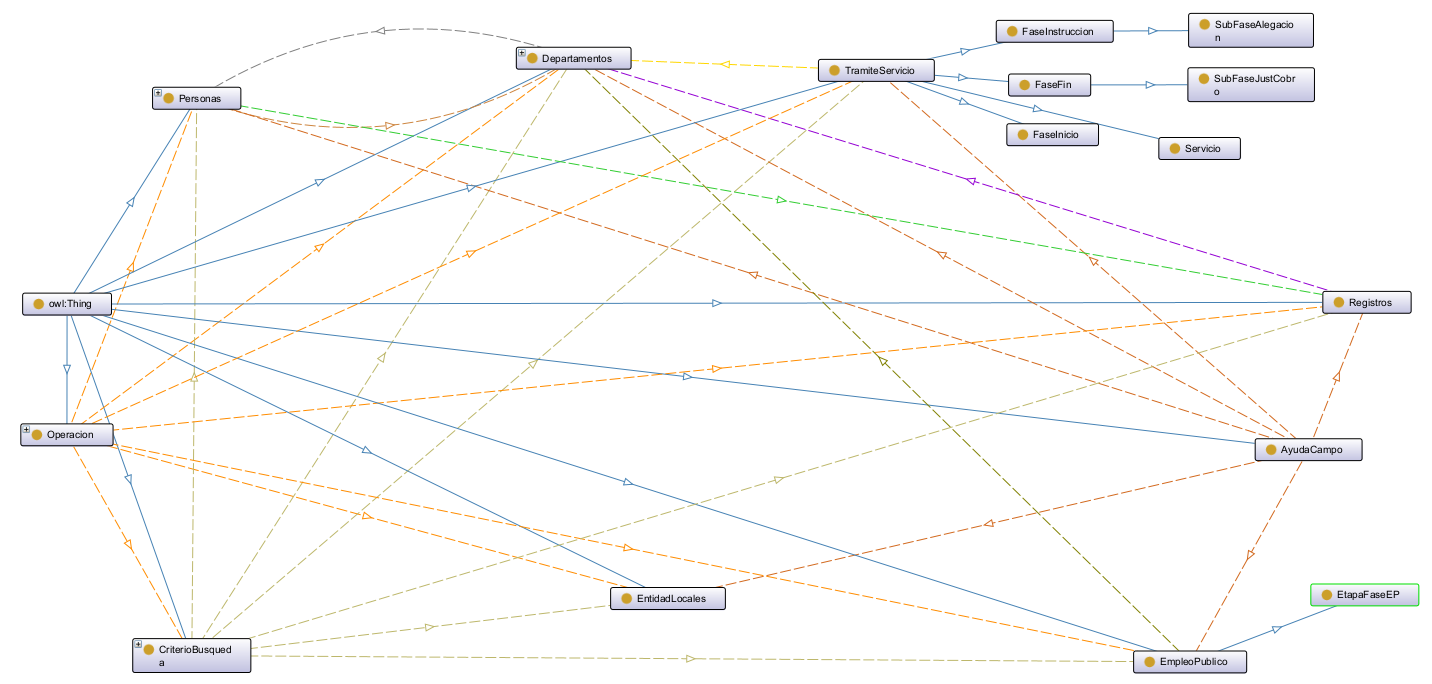 FaseInstruccion
SubFaseAlegacio
n
Departamentos
TramiteServicio
FaseFin
SubFaseJustCobr
o
Personas
FaseInicio
Servicio
owl:Thing
Registros
Operacion
AyudaCampo
EntidadLocales
EtapaFaseEP
CriterioBusqued
a
EmpleoPublico